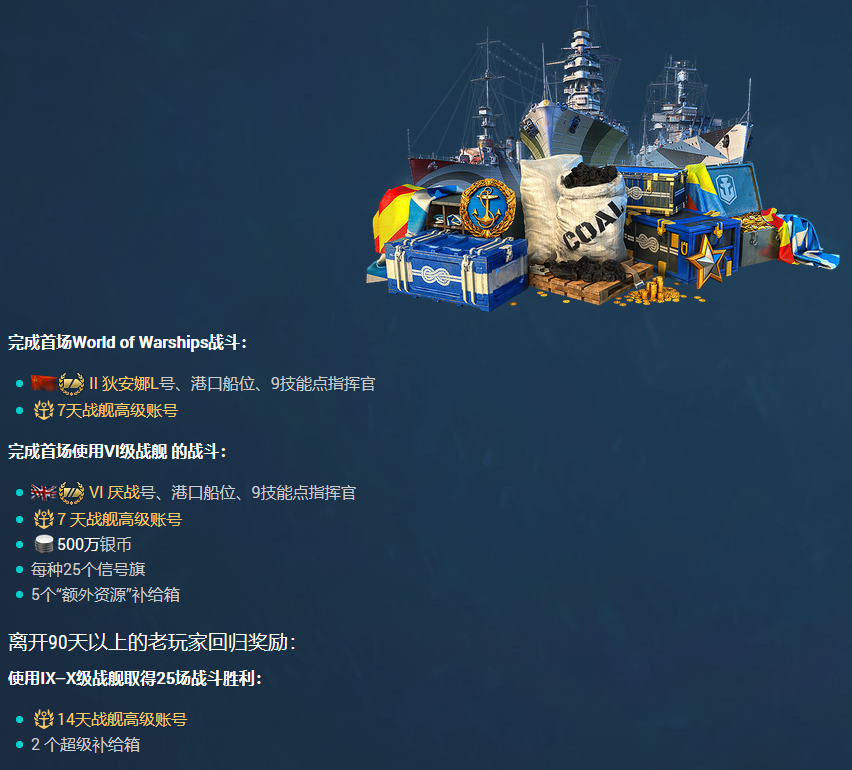 COAL
完成首场World of Warships战斗：
II 狄安娜L号、港口船位、9技能点指挥官
7天战舰高级账号
完成首场使用VI级战舰 的战斗：
VI 厌战号、港口船位、9技能点指挥官
7 天战舰高级账号
500万银币
每种25个信号旗
5个“额外资源”补给箱
离开90天以上的老玩家回归奖励：
使用IX–X级战舰取得25场战斗胜利：
14天战舰高级账号
2 个超级补给箱